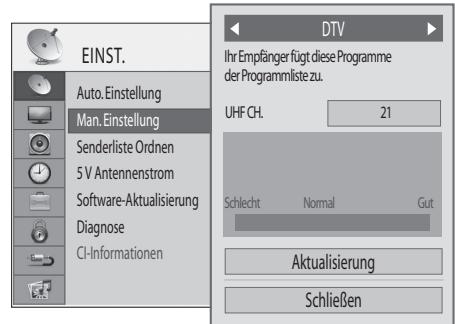 EINST.
Auto. Einstellung
Man. Einstellung
Senderliste Ordnen
5 V Antennenstrom
Software-Aktualisierung
Diagnose
CI-Informationen
DTV
Ihr Empfänger fügt diese Programme
der Programmliste zu.
UHF CH. 21
Schlecht Normal Gut
Aktualisierung
Schließen